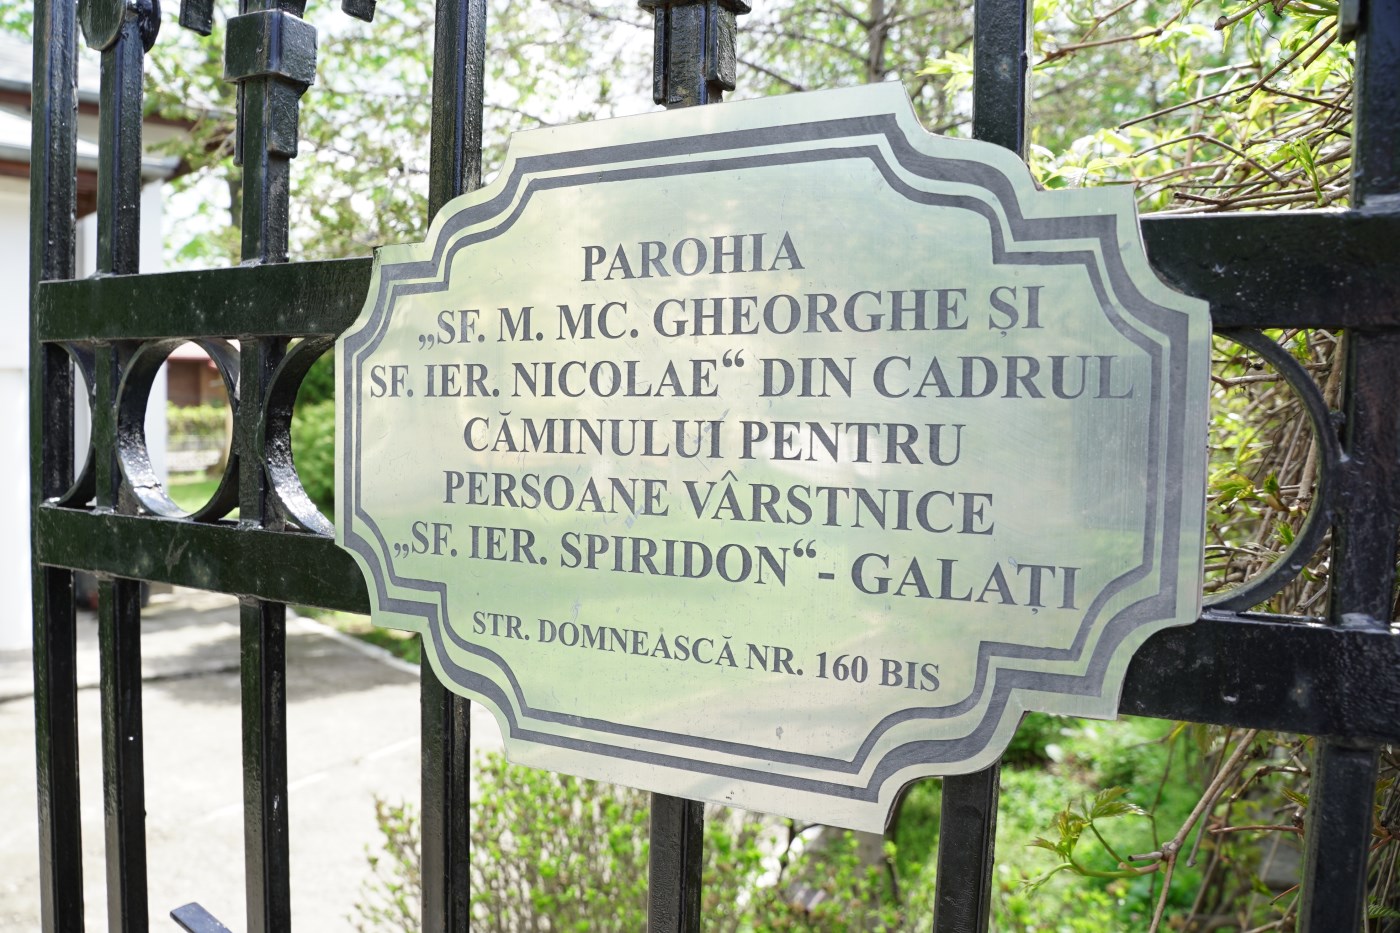 PAROHIA
„SF. M. MC. GHEORGHE ȘI
SF. IER. NICOLAE“ DIN CADRUL
CĂMINULUI PENTRU
PERSOANE VÂRSTNICE
„SF. IER. SPIRIDON“- GALAȚI
STR. DOMNEASCĂ NR. 160 BIS